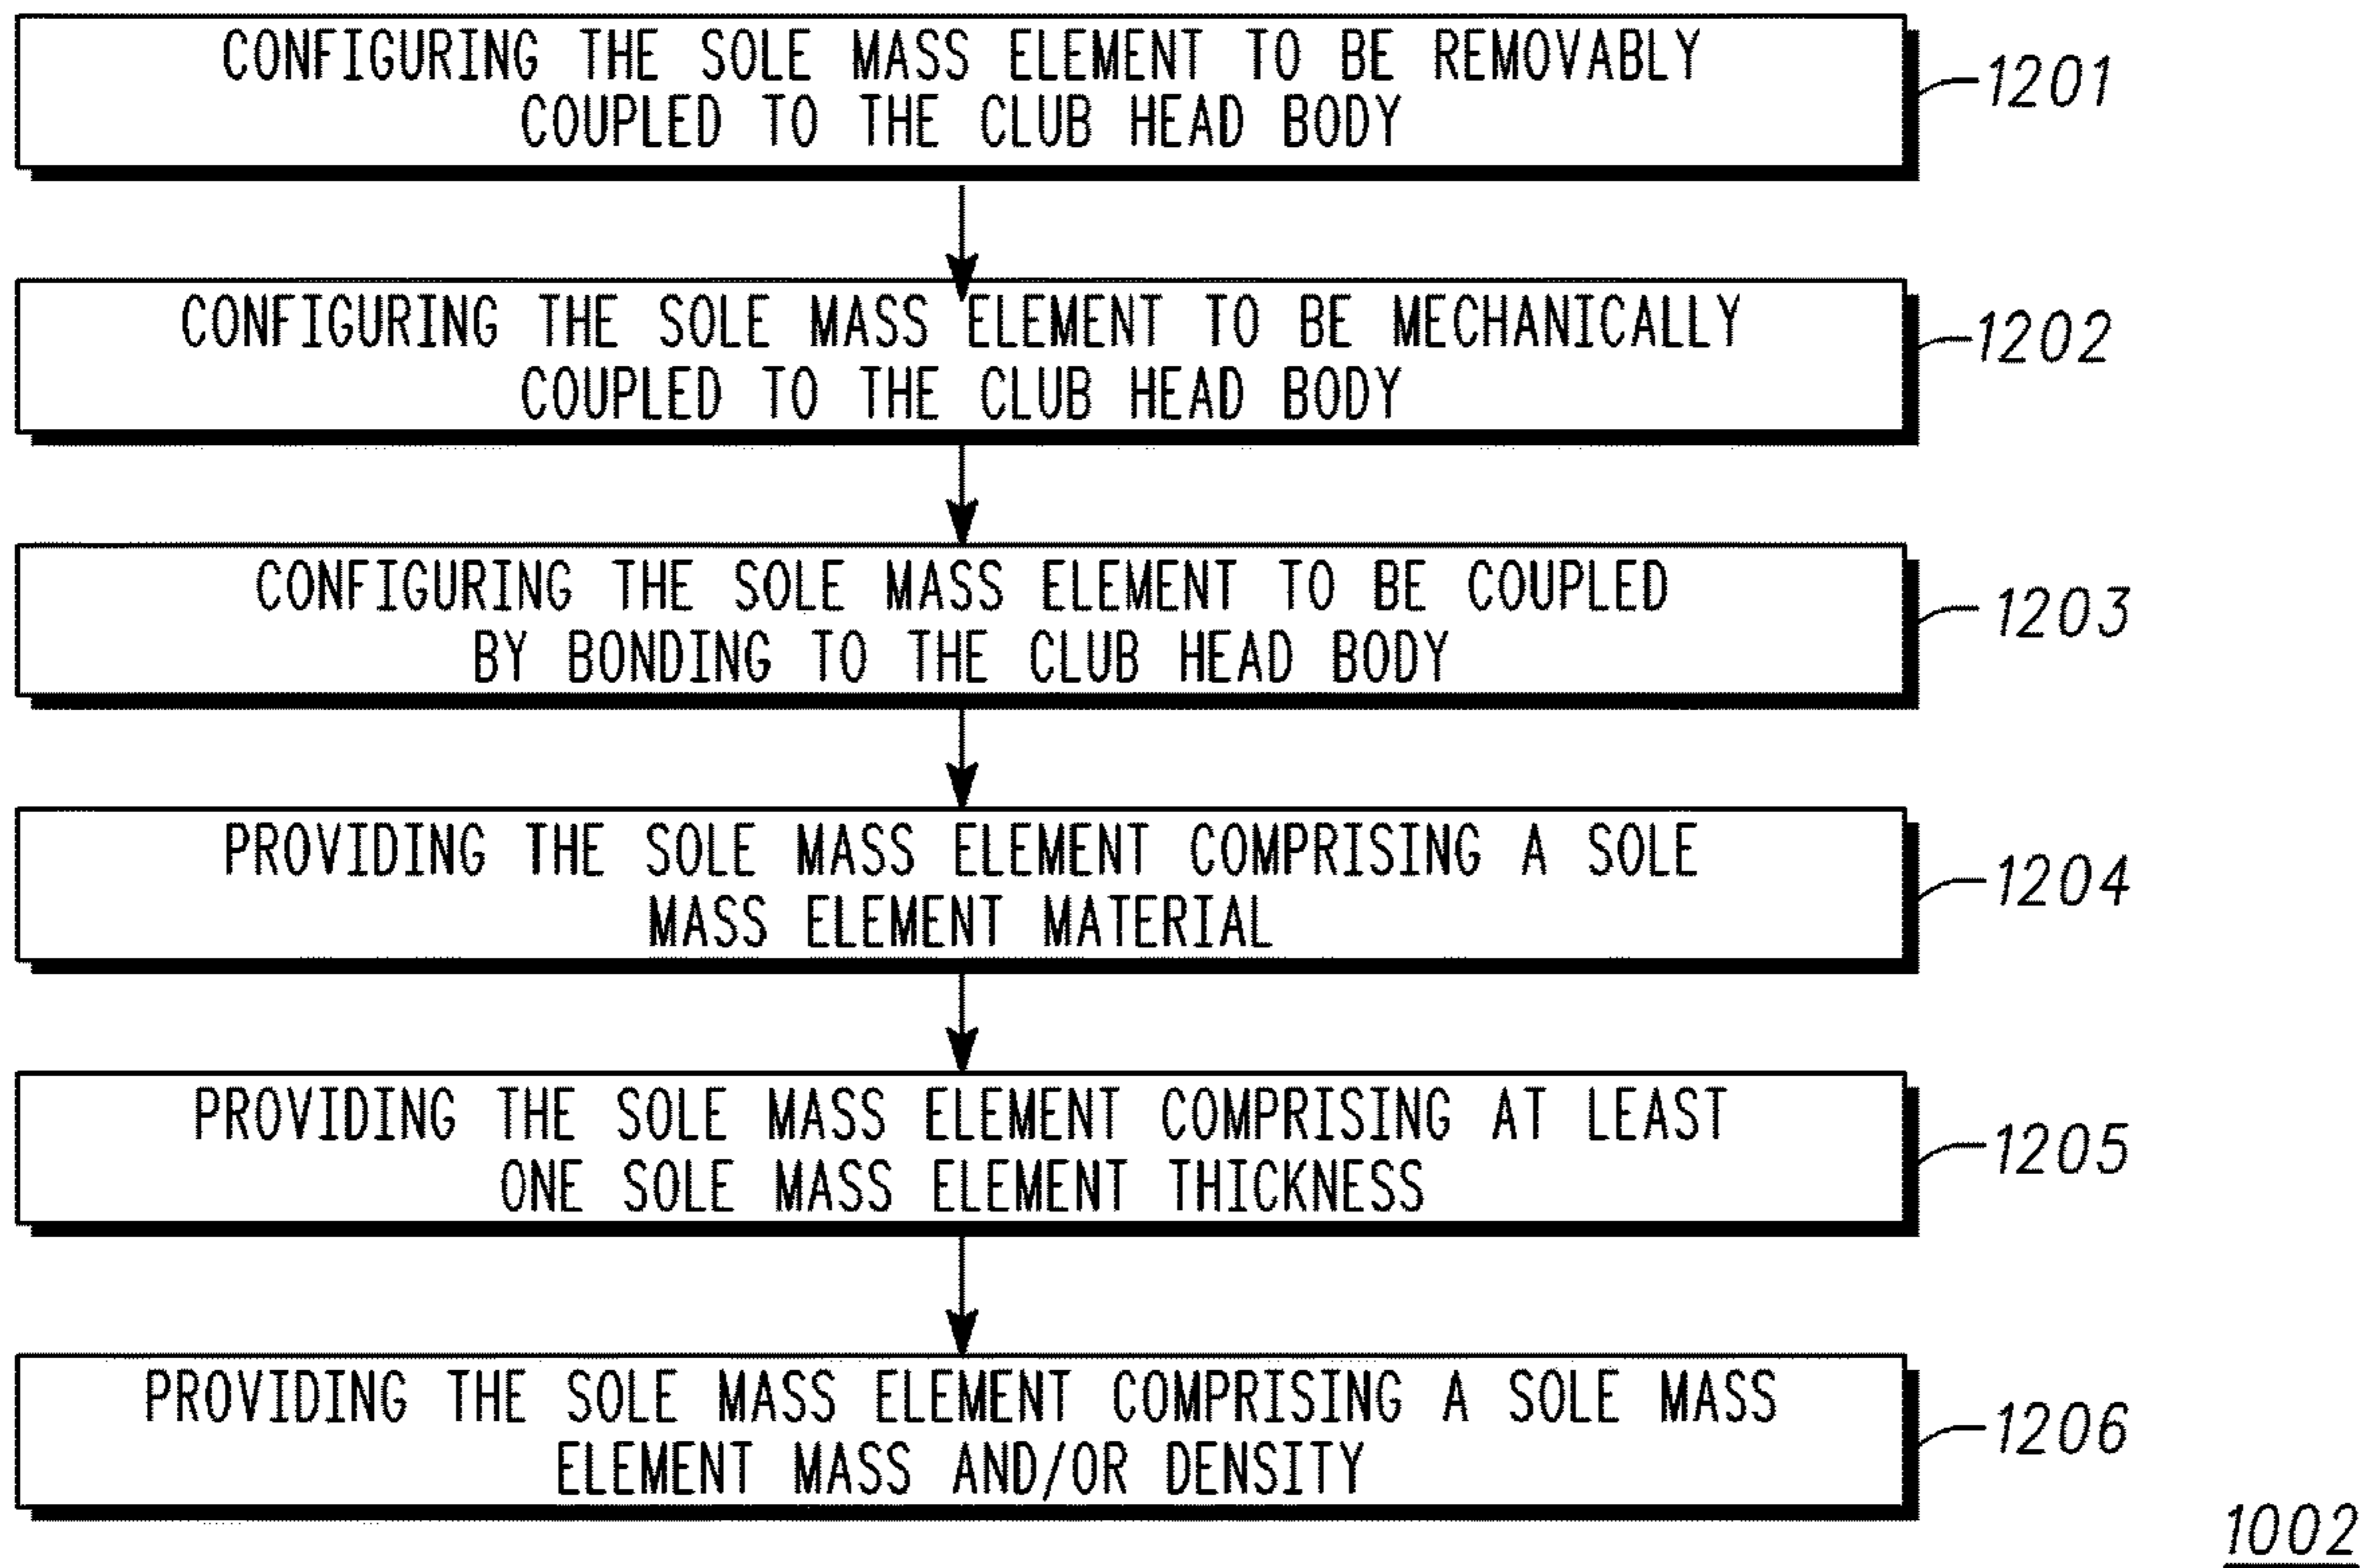 CONFIGURING THE SOLE MASS ELEMENT TO BE REMOVABLY
COUPLED TO THE CLUB HEAD BODY
1201
CONFIGURING THE SOLE MASS ELEMENT TO BE MECHANICALLY
COUPLED TO THE CLUB HEAD BODY
1202
CONFIGURING THE SOLE MASS ELEMENT TO BE COUPLED
BY BONDING TO THE CLUB HEAD BODY
1203
PROVIDING THE SOLE MASS ELEMENT COMPRISING A SOLE
MASS ELEMENT MATERIAL
1204
PROVIDING THE SOLE MASS ELEMENT COMPRISING AT LEAST
ONE SOLE MASS ELEMENT THICKNESS
1205
PROVIDING THE SOLE MASS ELEMENT COMPRISING A SOLE MASS
ELEMENT MASS AND/OR DENSITY
1206
1002